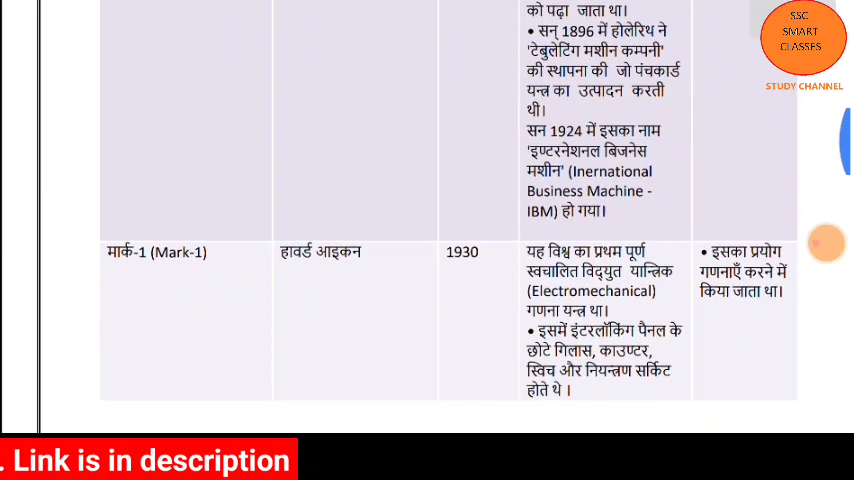 को पढ़ा जाता था।
• सन् 1896 में होलेरिथ ने
'टेबुलेटिंग मशीन कम्पनी'
की स्थापना की जो पंचकार्ड
यन्त्र का उत्पादन करती
थी।
सन 1924 में इसका नाम
'इण्टरनेशनल बिजनेस
मशीन' (Inernational
Business Machine -
IBM) हो गया।
मार्क-1 (Mark-1)
हावर्ड आइकन
1930
यह विश्व का प्रथम पूर्ण
स्वचालित विद्युत यान्त्रिक
(Electromechanical)
गणना यन्त्र था।
• इसमें इंटरलॉकिंग पैनल के
छोटे गिलास, काउण्टर,
स्विच और नियन्त्रण सर्किट
होते थे ।
• इसका प्रयोग
गणनाएँ करने में
किया जाता था।
SSC
SMART
CLASSES
STUDY CHANNEL
. Link is in description